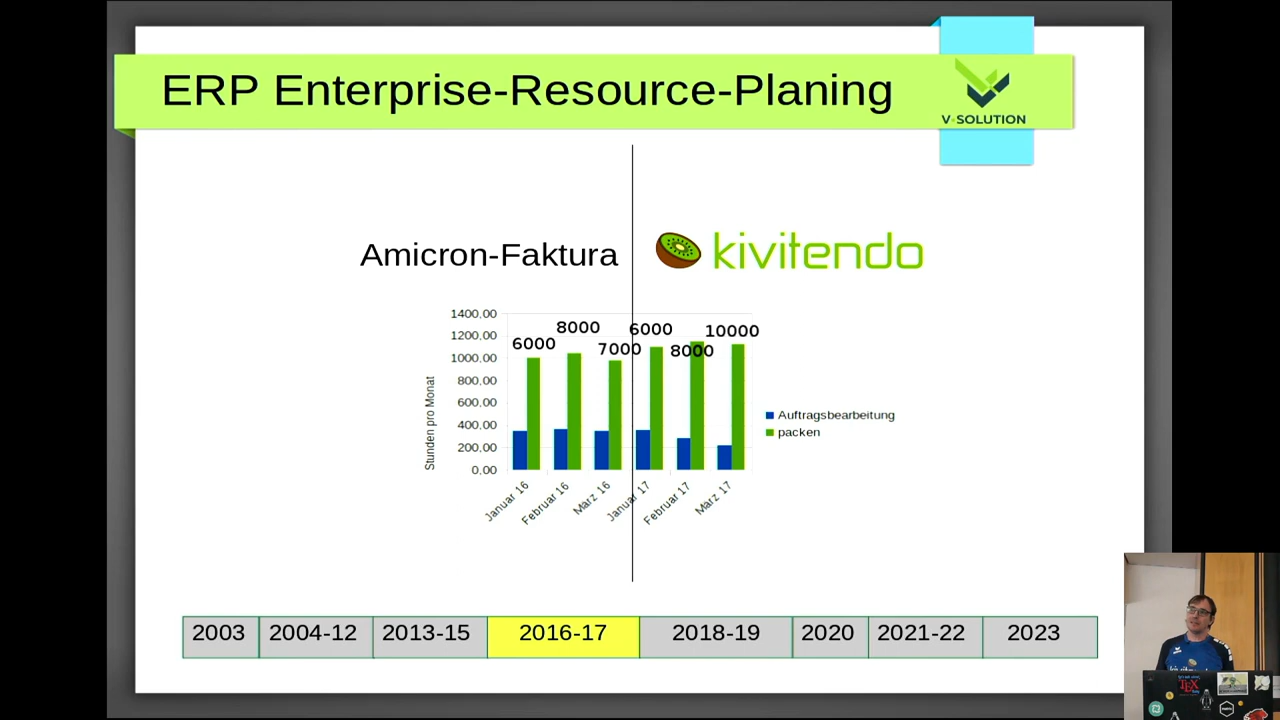 ERP Enterprise-Resource-Planing
V-SOLUTION
Amicron-Faktura
kivitendo
1400,00
1200,00
1000,00
800,00
600,00
400,00
200,00
0,00
Stunden pro Monat
6000
8000
7000
6000
8000
10000
Januar 16
Februar 16
März 16
Januar 17
Februar 17
März 17
Auftragsbearbeitung
packen
2003
2004-12
2013-15
2016-17
2018-19
2020
2021-22
2023
TEX